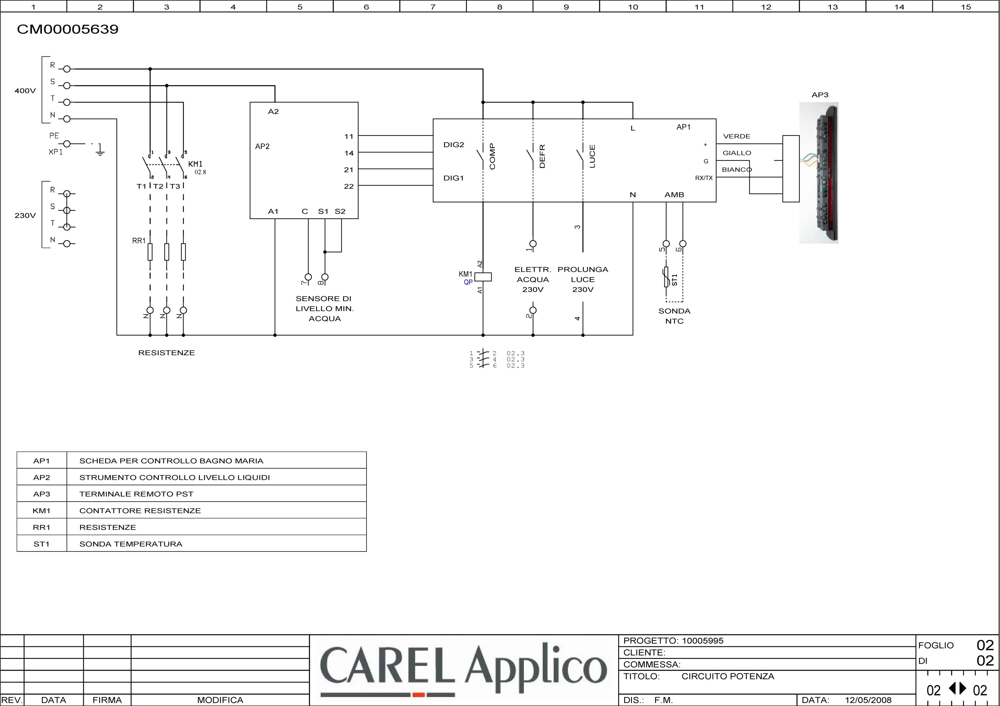 1 2 3 4 5 6 7 8 9 10 11 12 13 14 15
CM00005639
400V
R
S
T
N
PE
XP1
230V
R
S
T
N
1 3 5
KM1
02.8
2 4 6
T1 T2 T3
RR1
N N N
RESISTENZE
A2
AP2
11
14
21
22
A1 C S1 S2
7 8
SENSORE DI
LIVELLO MIN.
ACQUA
DIG2
DIG1
COMP
DEFR
LUCE
L
AP1
+
G
RX/TX
N
AMB
VERDE
GIALLO
BIANCO
AP3
A2
KM1
QP
A1
1
ELETTR.
ACQUA
230V
2
3
PROLUNGA
LUCE
230V
4
5 6
ST1
SONDA
NTC
1 2 02.3
3 4 02.3
5 6 02.3
AP1 SCHEDA PER CONTROLLO BAGNO MARIA
AP2 STRUMENTO CONTROLLO LIVELLO LIQUIDI
AP3 TERMINALE REMOTO PST
KM1 CONTATTORE RESISTENZE
RR1 RESISTENZE
ST1 SONDA TEMPERATURA
REV. DATA FIRMA MODIFICA
CAREL Applico
PROGETTO: 10005995
CLIENTE:
COMMESSA:
TITOLO: CIRCUITO POTENZA
DIS.: F.M.
DATA: 12/05/2008
FOGLIO 02
DI 02
02 02